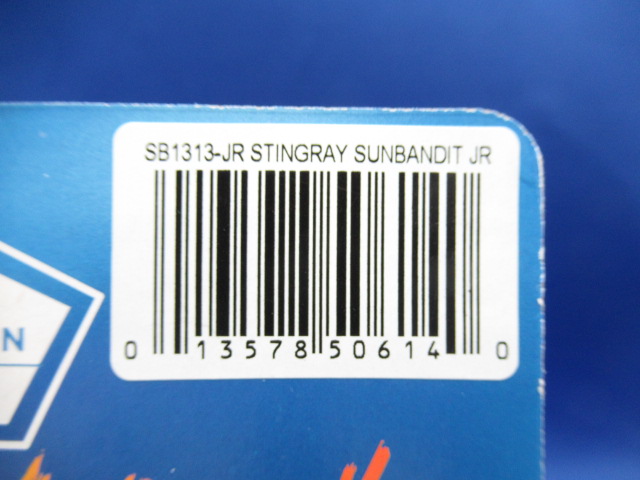 SB1313-JR STINGRAY SUNBANDIT JR
0 13578 50614 0
N